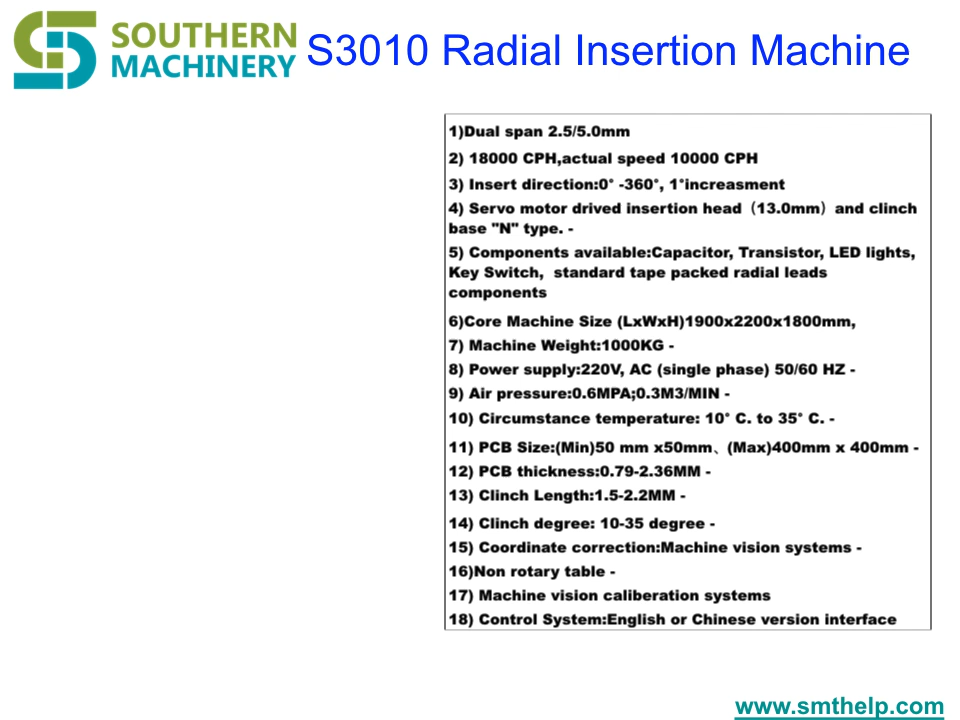 SOUTHERN
MACHINERY
S3010 Radial Insertion Machine
1)Dual span 2.5/5.0mm
2) 18000 CPH,actual speed 10000 CPH
3) Insert direction:0° -360°, 1°increasment
4) Servo motor drived insertion head（13.0mm）and clinch
base "N" type. -
5) Components available:Capacitor, Transistor, LED lights,
Key Switch, standard tape packed radial leads
components
6)Core Machine Size (LxWxH)1900x2200x1800mm,
7) Machine Weight:1000KG -
8) Power supply:220V, AC (single phase) 50/60 HZ -
9) Air pressure:0.6MPA;0.3M3/MIN -
10) Circumstance temperature: 10° C. to 35° C. -
11) PCB Size:(Min)50 mm x50mm、(Max)400mm x 400mm -
12) PCB thickness:0.79-2.36MM -
13) Clinch Length:1.5-2.2MM -
14) Clinch degree: 10-35 degree -
15) Coordinate correction:Machine vision systems -
16)Non rotary table -
17) Machine vision caliberation systems
18) Control System:English or Chinese version interface
www.smthelp.com